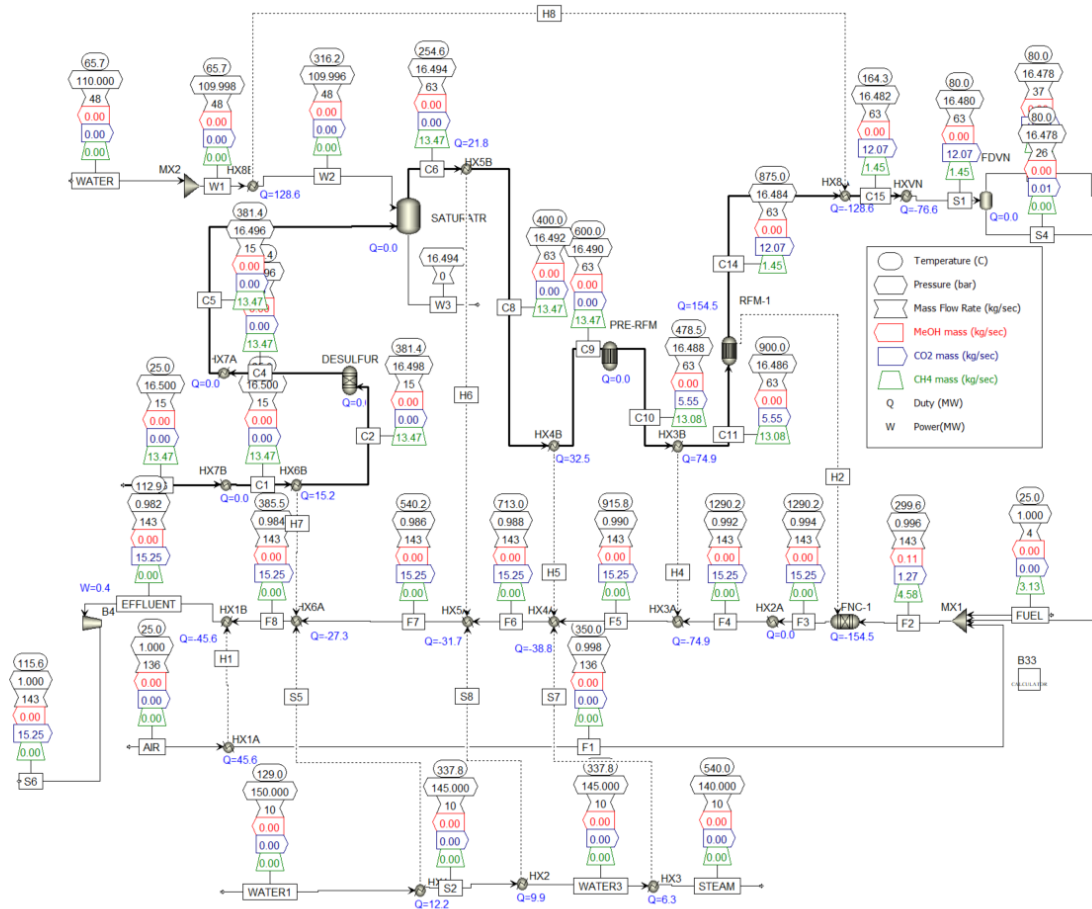 H8
65.7
110.000
48
0.00
0.00
0.00
WATER
MX2
65.7
109.998
48
0.00
0.00
0.00
W1
Q=128.6
316.2
109.996
48
0.00
0.00
0.00
W2
254.6
16.494
63
0.00
0.00
13.47
C6
Q=21.8
HX5B
SATURATR
Q=0.0
16.494
0
W3
164.3
16.482
63
0.00
12.07
1.45
C15
HX8
Q=-128.6
HXVN
Q=-76.6
80.0
16.480
63
0.00
12.07
1.45
S1
80.0
16.478
37
80.0
16.478
26
0.00
0.01
0.00
FDVN
Q=0.0
S4
875.0
16.484
63
0.00
12.07
1.45
C14
Q=154.5
RFM-1
381.4
16.496
15
0.00
0.00
13.47
C5
0.00
0.00
13.47
C4
HX7A
Q=0.0
DESULFUR
381.4
16.498
15
0.00
0.00
13.47
C2
400.0
16.492
63
0.00
0.00
13.47
C8
600.0
16.490
63
0.00
0.00
13.47
C9
PRE-RFM
Q=0.0
478.5
16.488
63
0.00
5.55
13.08
C10
900.0
16.486
63
0.00
5.55
13.08
C11
Temperature (C)
Pressure (bar)
Mass Flow Rate (kg/sec)
MeOH mass (kg/sec)
CO2 mass (kg/sec)
CH4 mass (kg/sec)
Q Duty (MW)
W Power(MW)
25.0
16.500
15
0.00
0.00
13.47
16.500
15
0.00
0.00
13.47
HX7B
Q=0.0
C1
HX6B
Q=15.2
H6
H7
HX4B
Q=32.5
HX3B
Q=74.9
H2
H5
H4
112.9
0.982
143
0.00
15.25
0.00
EFFLUENT
385.5
0.984
143
0.00
15.25
0.00
F8
540.2
0.986
143
0.00
15.25
0.00
F7
713.0
0.988
143
0.00
15.25
0.00
F6
915.8
0.990
143
0.00
15.25
0.00
F5
1290.2
0.992
143
0.00
15.25
0.00
F4
1290.2
0.994
143
0.00
15.25
0.00
F3
299.6
0.996
143
0.11
1.27
4.58
F2
25.0
1.000
4
0.00
0.00
3.13
FUEL
W=0.4
B4
HX1B
Q=-45.6
HX6A
Q=-27.3
Q=-31.7
HX4A
Q=-38.8
HX3A
Q=-74.9
HX2A
Q=0.0
FNC-1
Q=-154.5
MX1
B33
CALCULATOR
115.6
1.000
143
0.00
15.25
0.00
S6
25.0
1.000
136
0.00
0.00
0.00
AIR
H1
HX1A
Q=45.6
S5
S8
S7
350.0
0.998
136
0.00
0.00
0.00
F1
129.0
150.000
10
0.00
0.00
0.00
WATER1
Q=12.2
337.8
145.000
10
0.00
0.00
0.00
S2
HX2
Q=9.9
337.8
145.000
10
0.00
0.00
0.00
WATER3
HX3
Q=6.3
540.0
140.000
10
0.00
0.00
0.00
STEAM